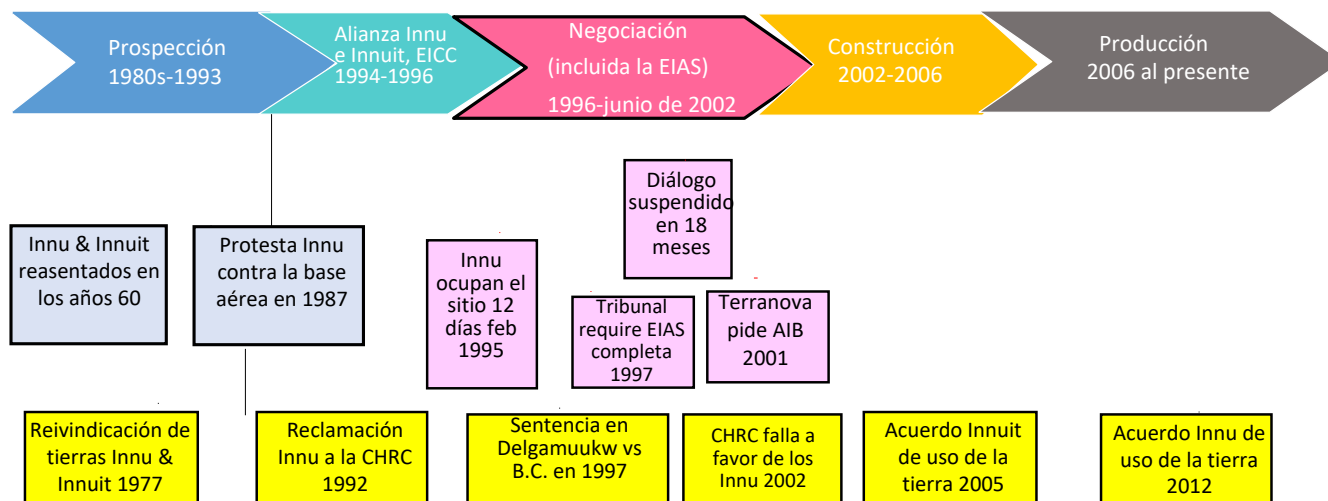 Prospección
1980s-1993
Alianza Innu
e Innuit, EICC
1994-1996
Negociación
(incluida la EIAS)
1996-junio de 2002
Construcción
2002-2006
Producción
2006 al presente
Diálogo
suspendido
en 18
meses
Innu & Innuit
reasentados en
los años 60
Protesta Innu
contra la base
aérea en 1987
Innu
ocupan el
sitio 12
días feb
1995
Tribunal
require EIAS
completa
1997
Terranova
pide AIB
2001
Reivindicación de
tierras Innu &
Innuit 1977
Reclamación
Innu a la CHRC
1992
Sentencia en
Delgamuukw vs
B.C. en 1997
CHRC falla a
favor de los
Innu 2002
Acuerdo Innuit
de uso de la
tierra 2005
Acuerdo Innu de
uso de la tierra
2012